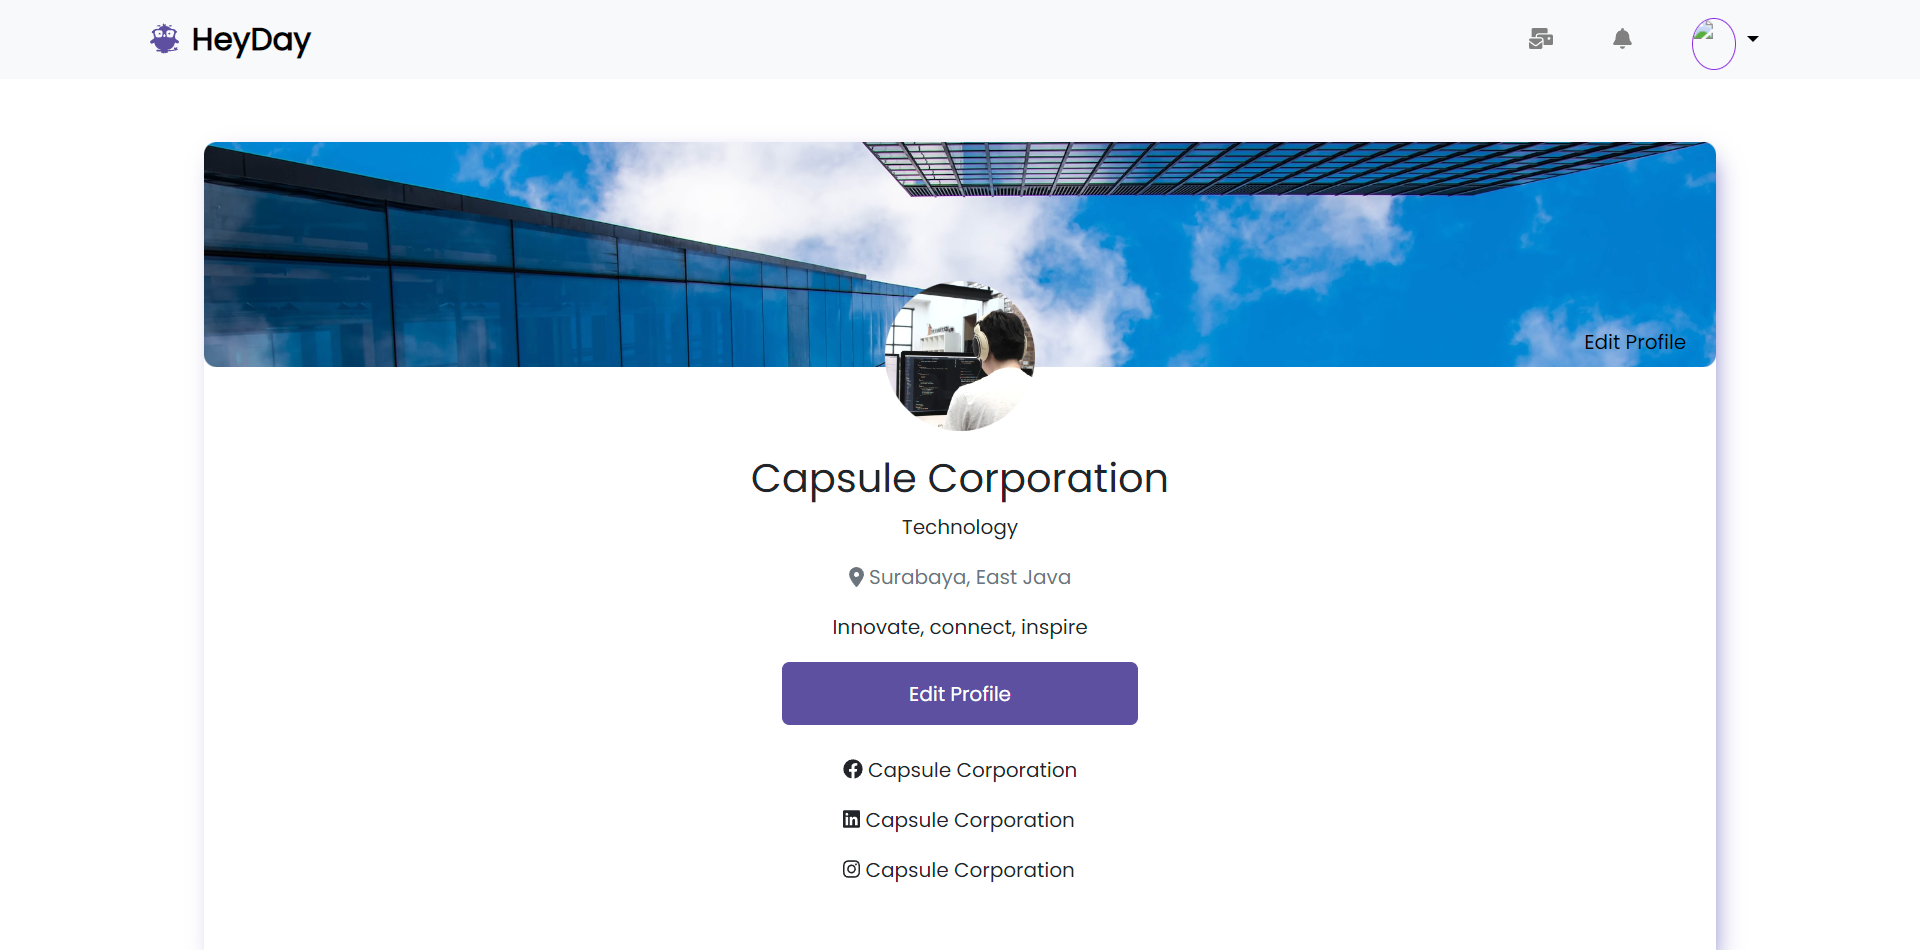 HeyDay
Edit Profile
Capsule Corporation
Technology
Surabaya, East Java
Innovate, connect, inspire
Edit Profile
Capsule Corporation
Capsule Corporation
Capsule Corporation